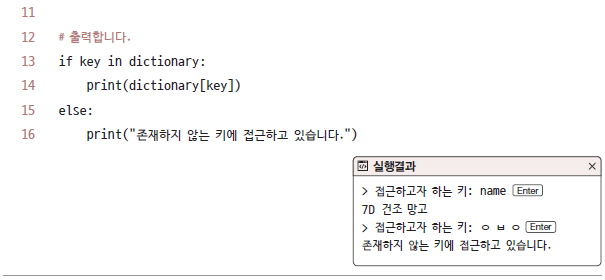 11
12 # 출력합니다.
13 if key in dictionary:
14     print(dictionary[key])
15 else:
16     print("존재하지 않는 키에 접근하고 있습니다.")
실행결과 ×
> 접근하고자 하는 키: name Enter
7D 건조 망고
> 접근하고자 하는 키: ㅇㅂㅇ Enter
존재하지 않는 키에 접근하고 있습니다.